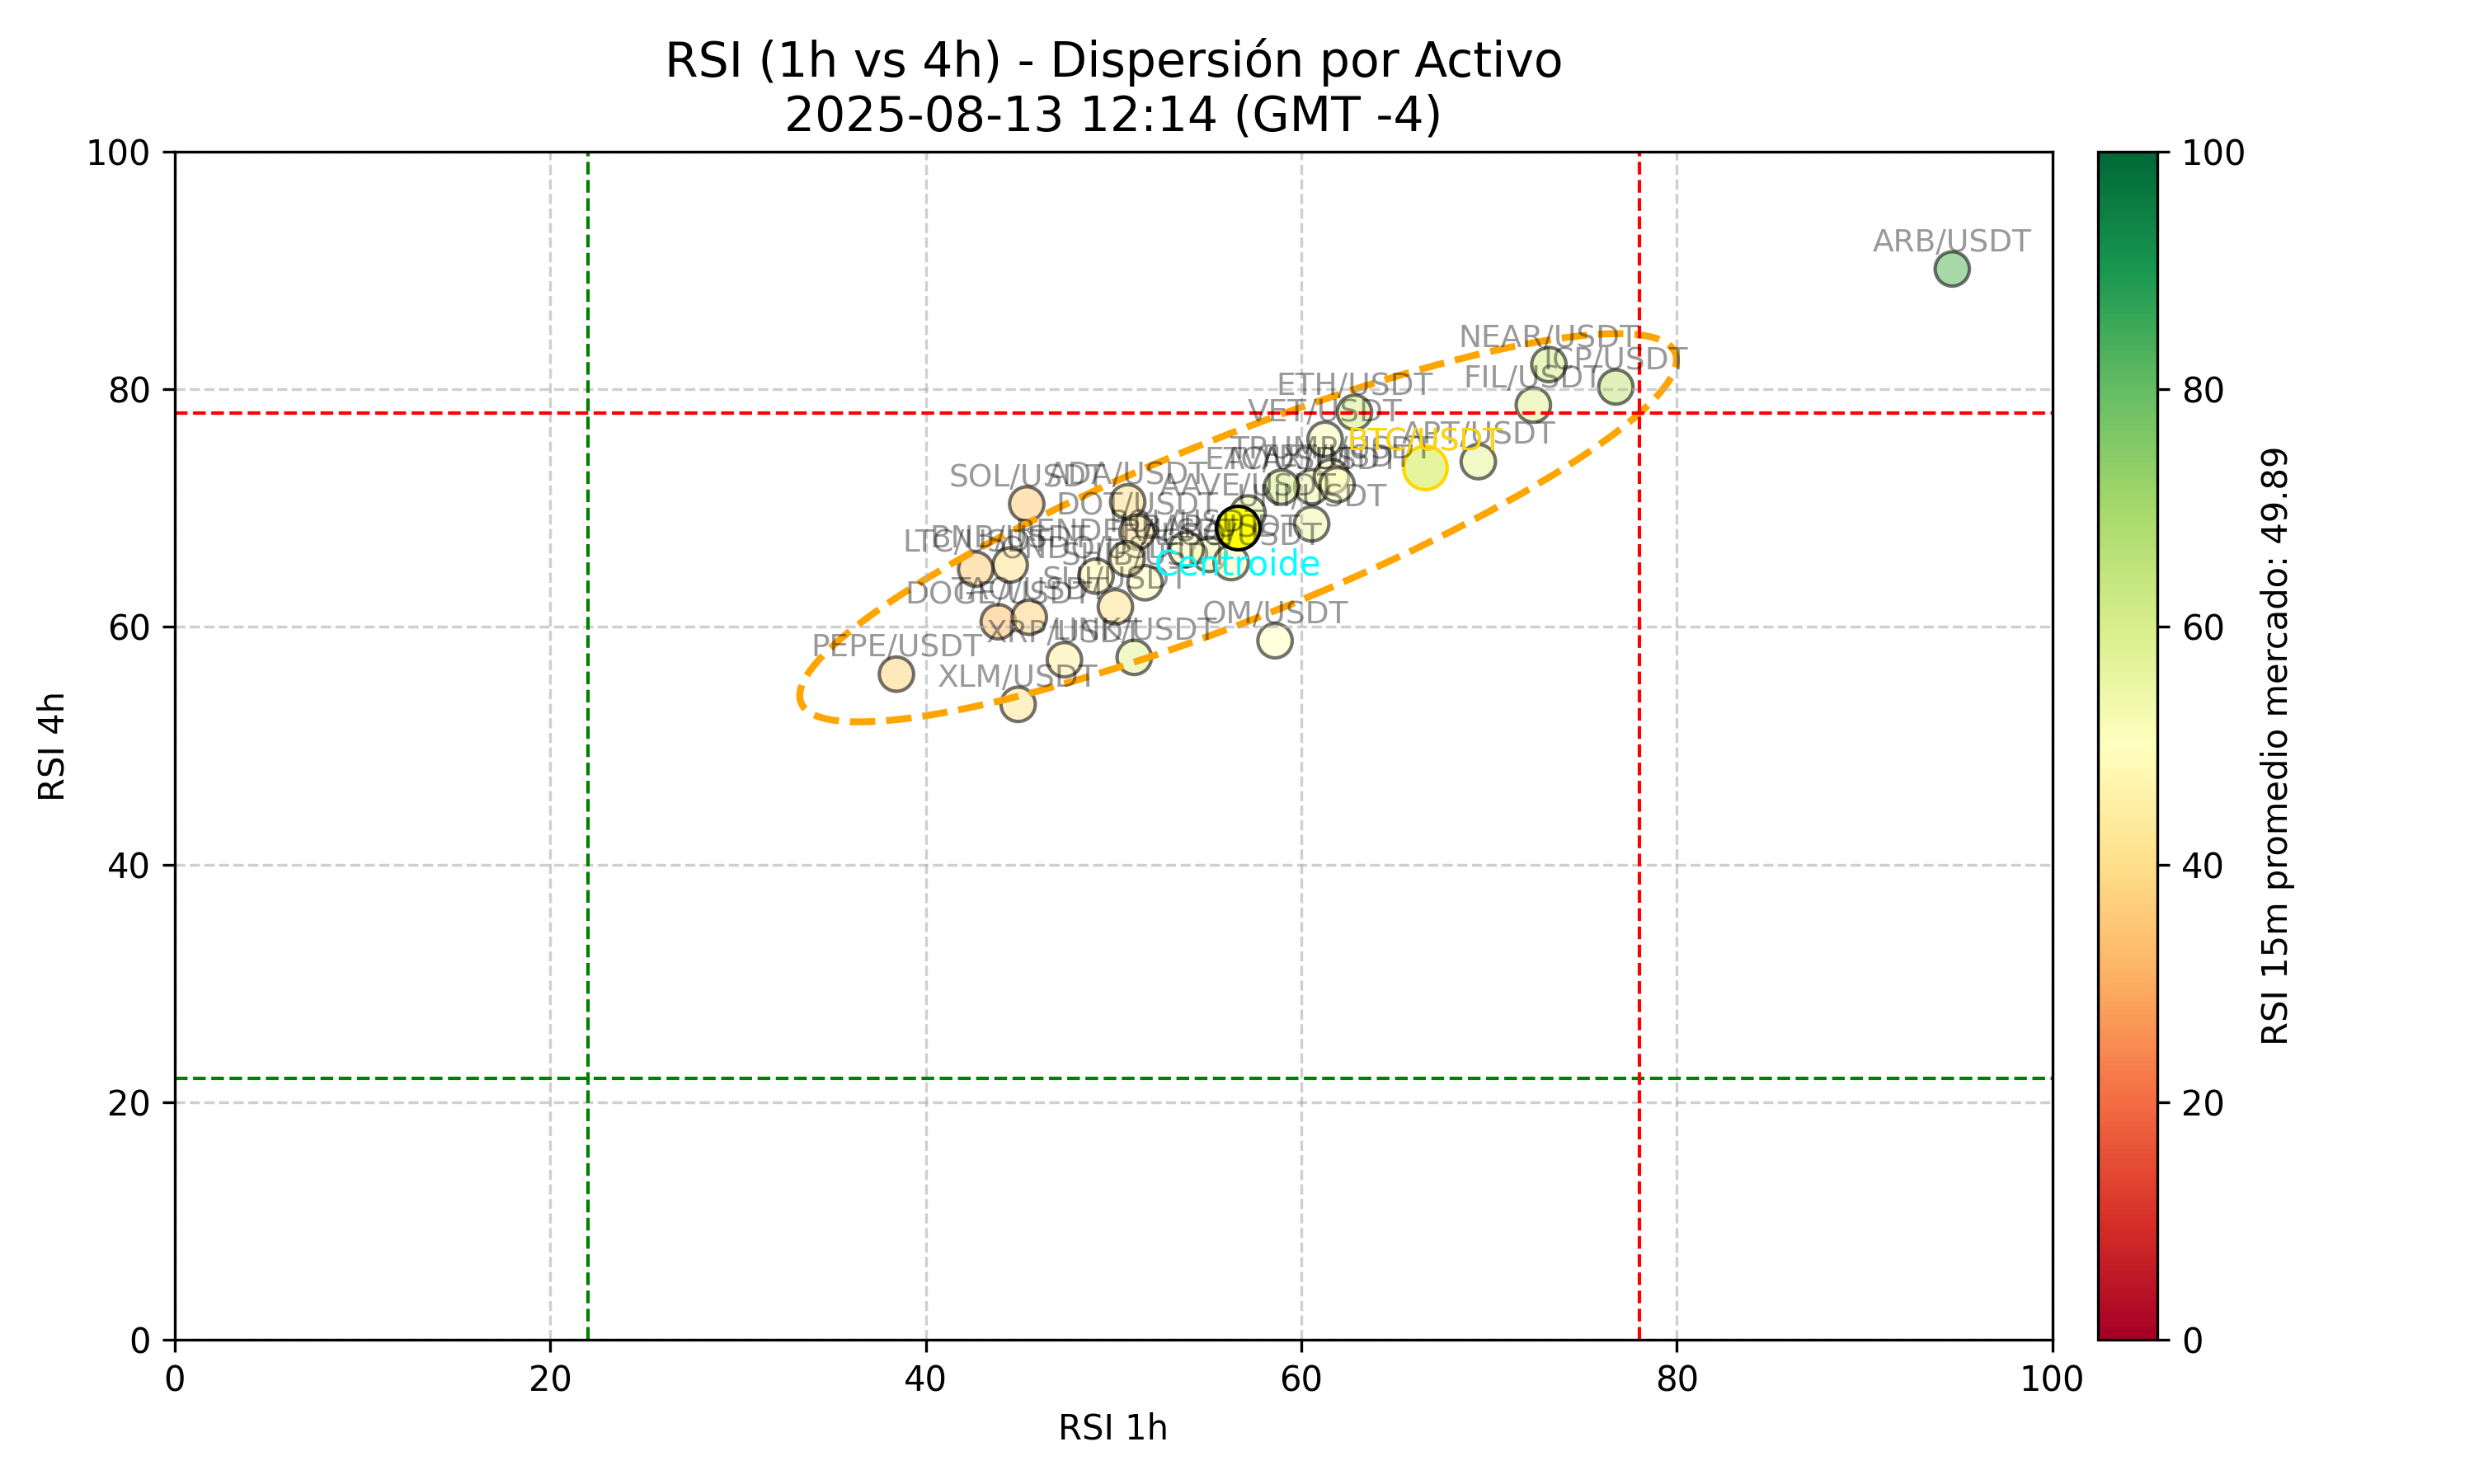 RSI (1h vs 4h) - Dispersión por Activo
2025-08-13 12:14 (GMT -4)
100
80
60
40
20
0
RSI 4h
0
20
40
60
80
100
RSI 1h
ARB/USDT
NEAR/USDT
FIL/USDT
ETH/USDT
VET/USDT
BTC/USDT
APT/USDT
SOL/USDT
ADA/USDT
AAVE/USDT
DOT/USDT
Centroide
DOGE/USDT
TAO/USDT
OM/USDT
XRP/USDT
LINK/USDT
PEPE/USDT
XLM/USDT
100
80
60
40
20
0
RSI 15m promedio mercado: 49.89